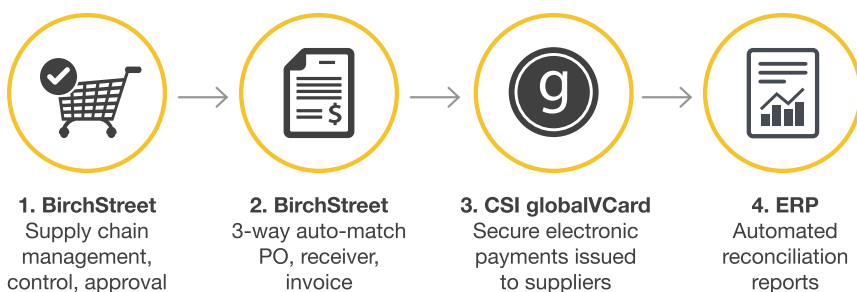 $
g
1. BirchStreet
Supply chain
management,
control, approval
2. BirchStreet
3-way auto-match
PO, receiver,
invoice
3. CSI globalVCard
Secure electronic
payments issued
to suppliers
4. ERP
Automated
reconciliation
reports